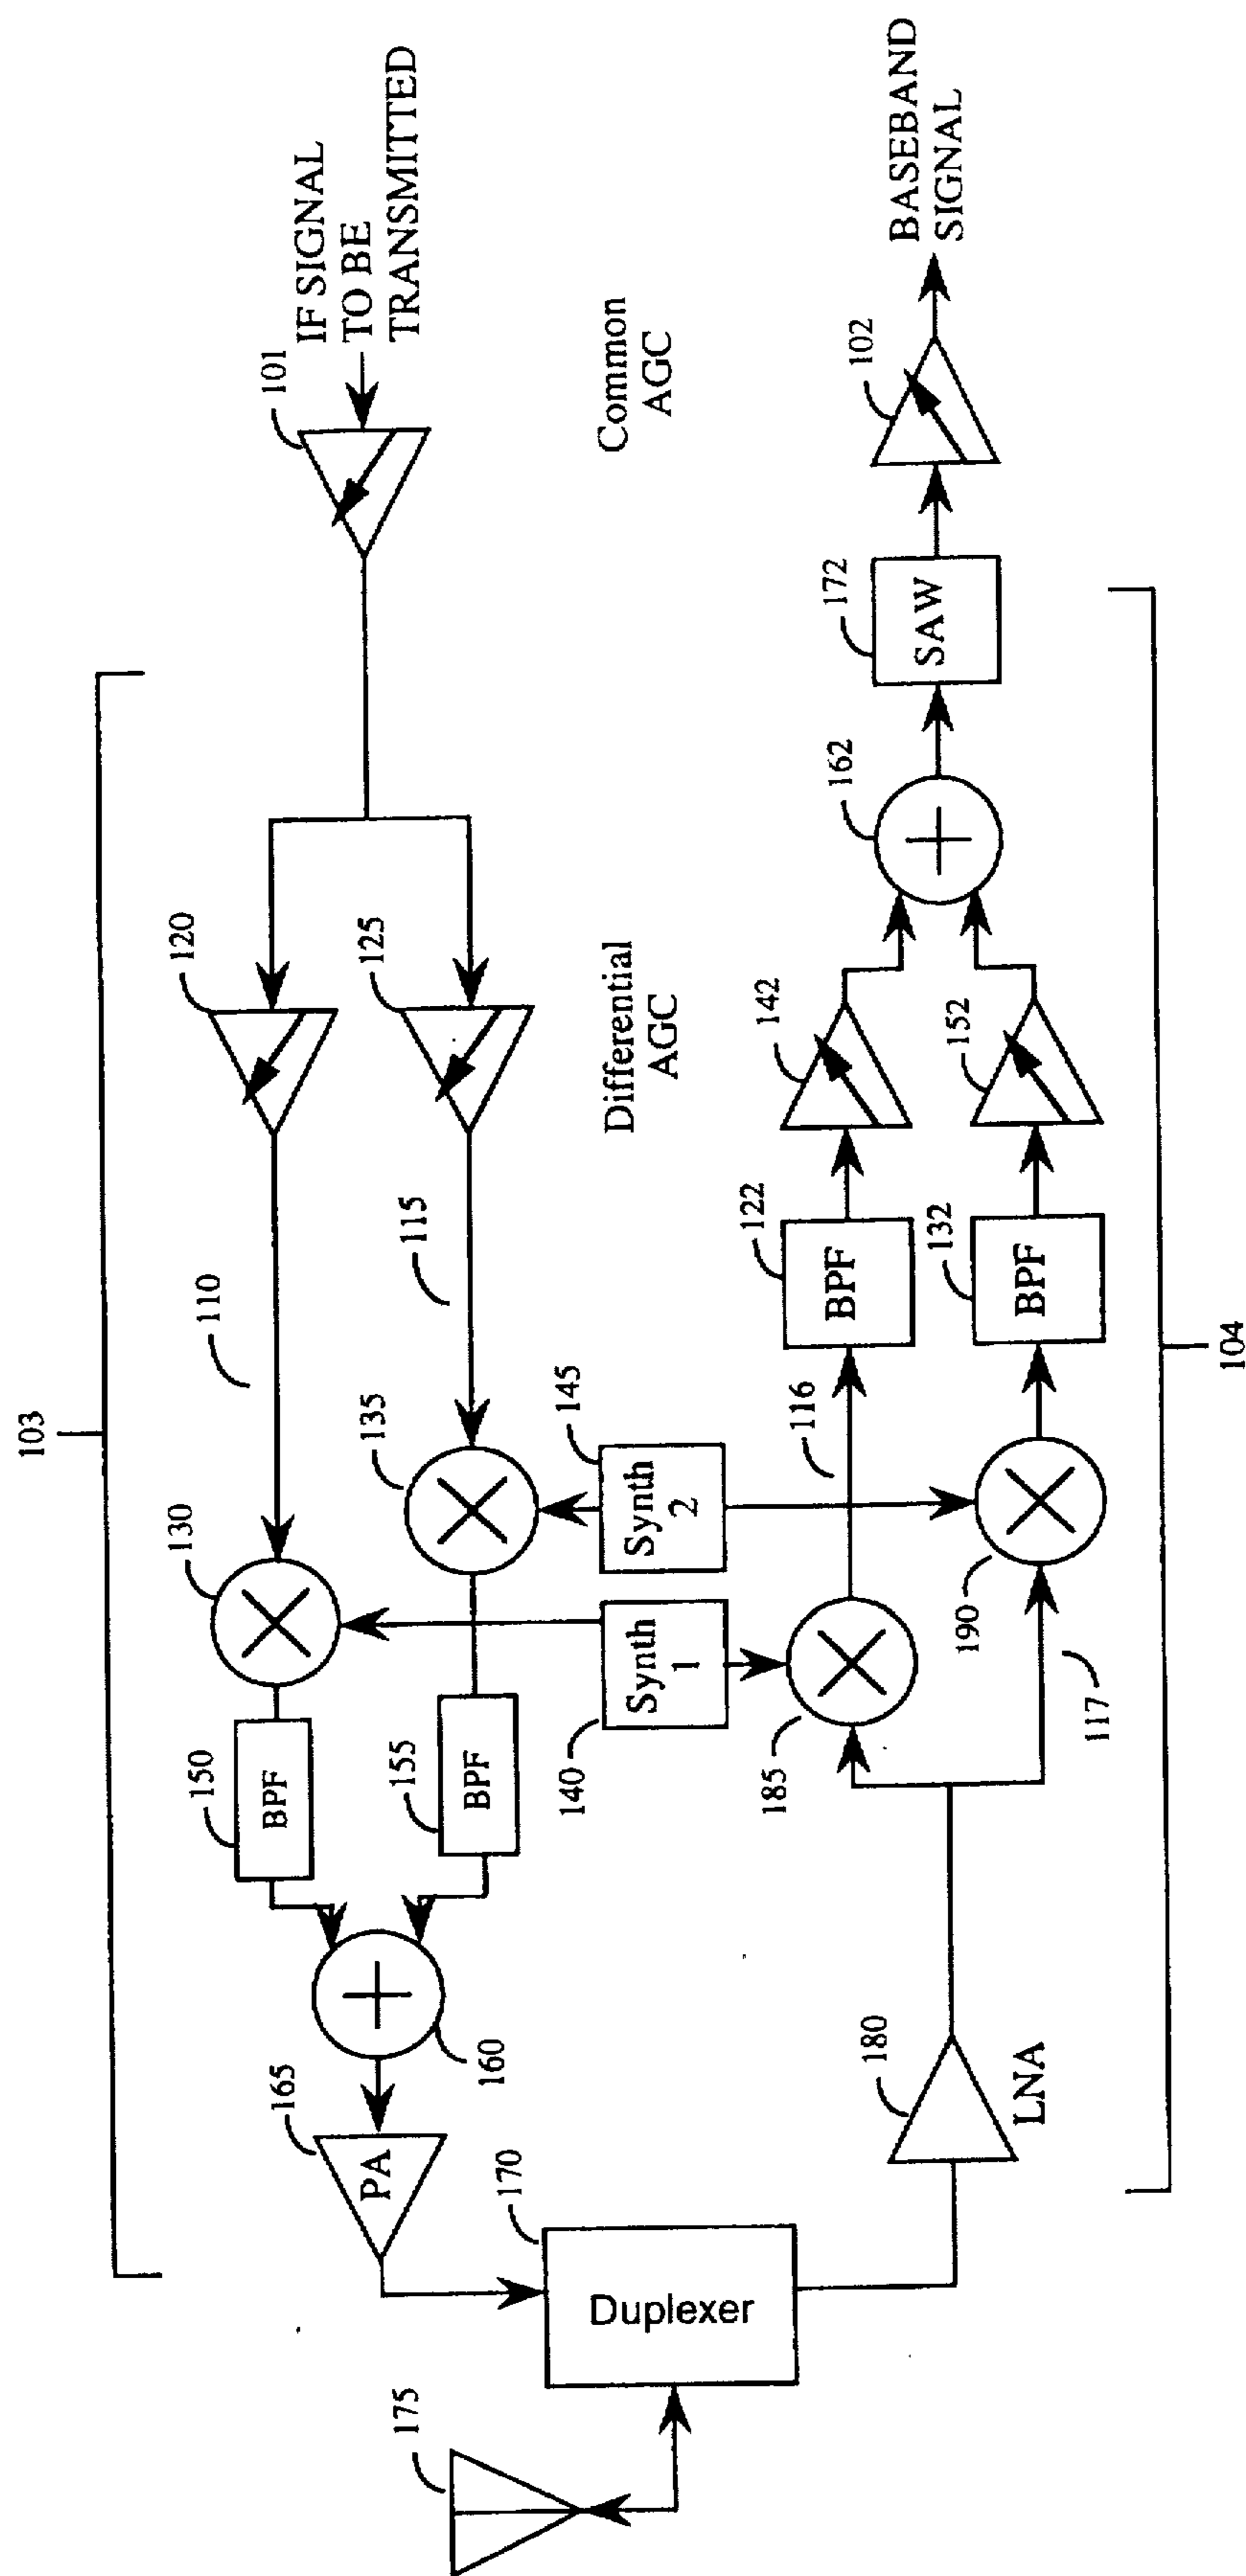 103
101
IF SIGNAL
TO BE
TRANSMITTED
120
125
110
115
130
135
150
BPF
155
BPF
160
165
PA
175
170
Duplexer
Common
AGC
Differential
AGC
145
Synth
2
140
Synth
1
185
190
116
117
180
LNA
122
BPF
132
BPF
142
152
162
172
SAW
102
BASEBAND
SIGNAL
104